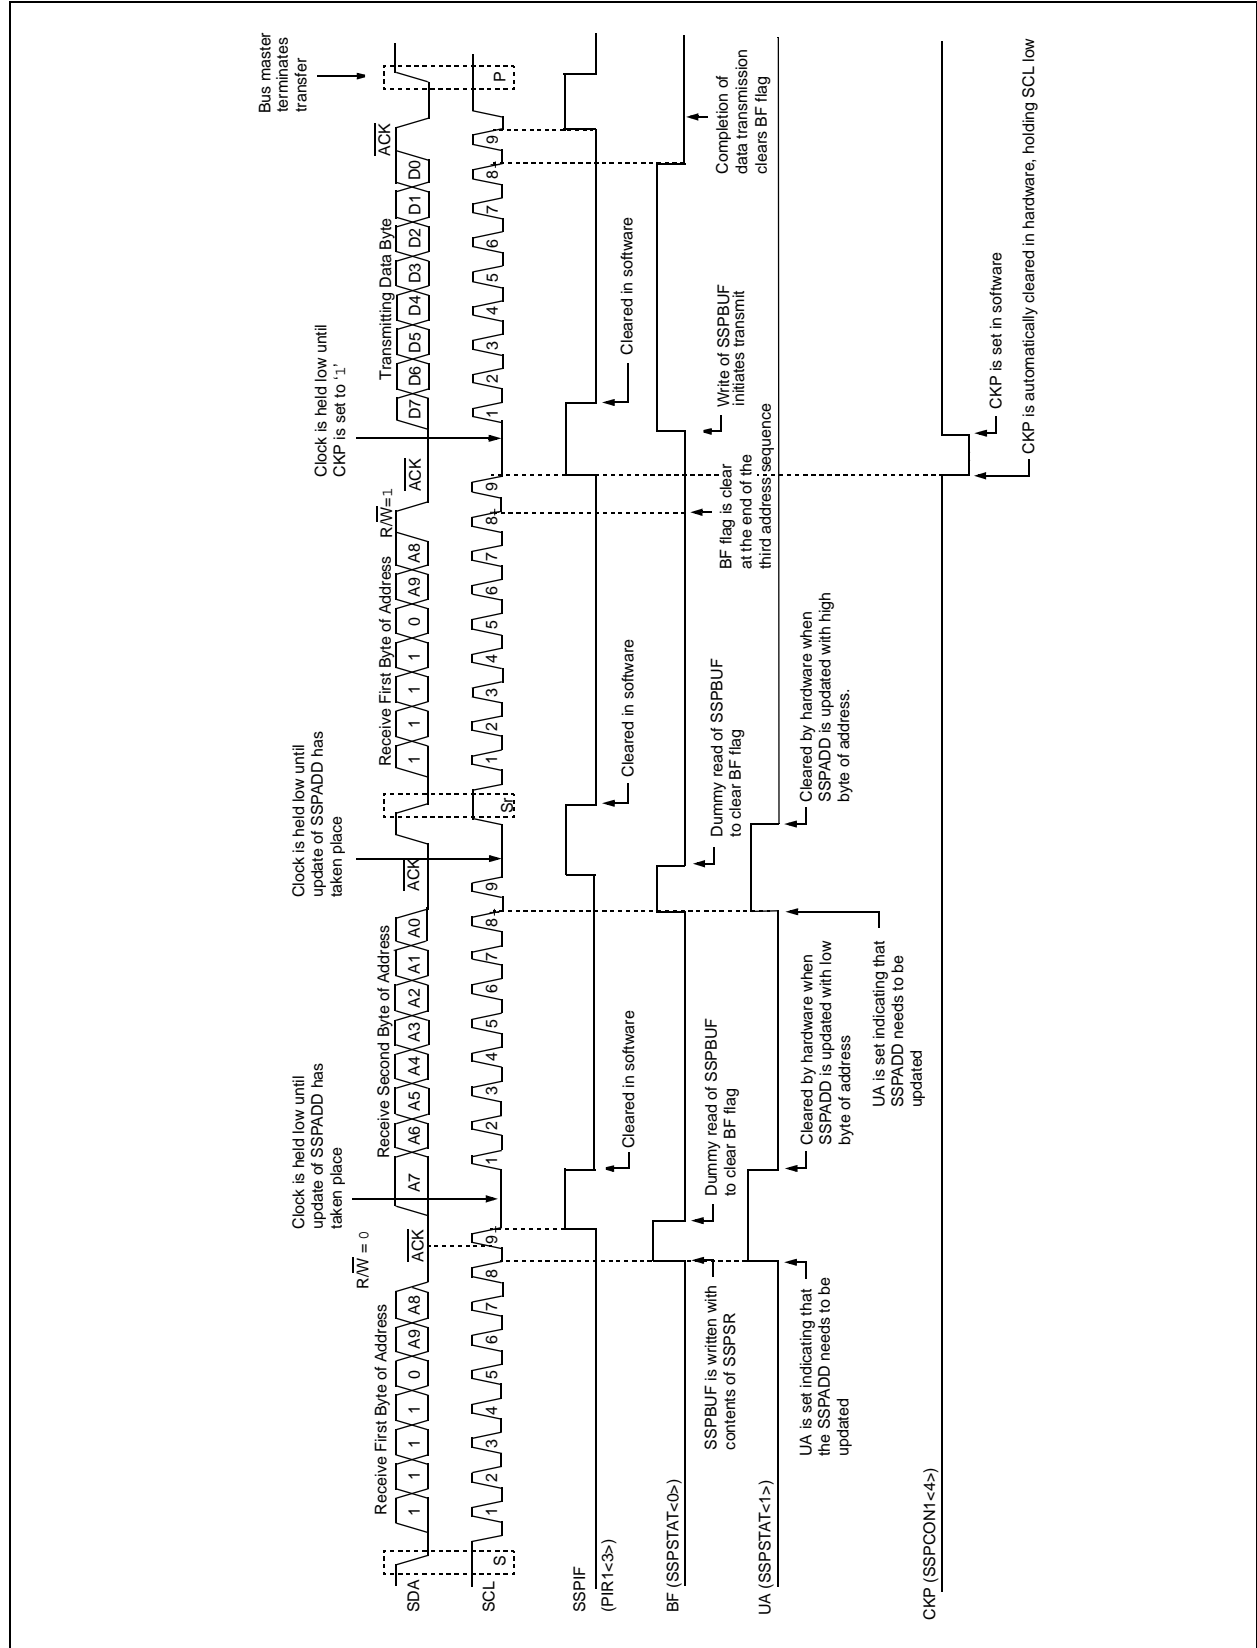 Clock is held low until
update of SSPADD has
taken place
Clock is held low until
update of SSPADD has
taken place
Clock is held low until
CKP is set to ‘1’
Bus master
terminates
transfer
R/W̅ = 0
R/W̅=1
Receive First Byte of Address
A̅C̅K̅
Receive Second Byte of Address
A̅C̅K̅
Receive First Byte of Address
A̅C̅K̅
Transmitting Data Byte
A̅C̅K̅
SDA
1 1 1 1 0 A9 A8
A7 A6 A5 A4 A3 A2 A1 A0
1 1 1 1 0 A9 A8
D7 D6 D5 D4 D3 D2 D1 D0
SCL
S
1 2 3 4 5 6 7 8 9
1 2 3 4 5 6 7 8 9
Sr
1 2 3 4 5 6 7 8 9
1 2 3 4 5 6 7 8 9
P
SSPIF
(PIR1<3>)
Cleared in software
Cleared in software
Cleared in software
BF (SSPSTAT<0>)
SSPBUF is written with
contents of SSPSR
Dummy read of SSPBUF
to clear BF flag
Dummy read of SSPBUF
to clear BF flag
BF flag is clear
at the end of the
third address sequence
Write of SSPBUF
initiates transmit
Completion of
data transmission
clears BF flag
UA (SSPSTAT<1>)
UA is set indicating that
the SSPADD needs to be
updated
Cleared by hardware when
SSPADD is updated with low
byte of address
UA is set indicating that
SSPADD needs to be
updated
Cleared by hardware when
SSPADD is updated with high
byte of address.
CKP (SSPCON1<4>)
CKP is set in software
CKP is automatically cleared in hardware, holding SCL low